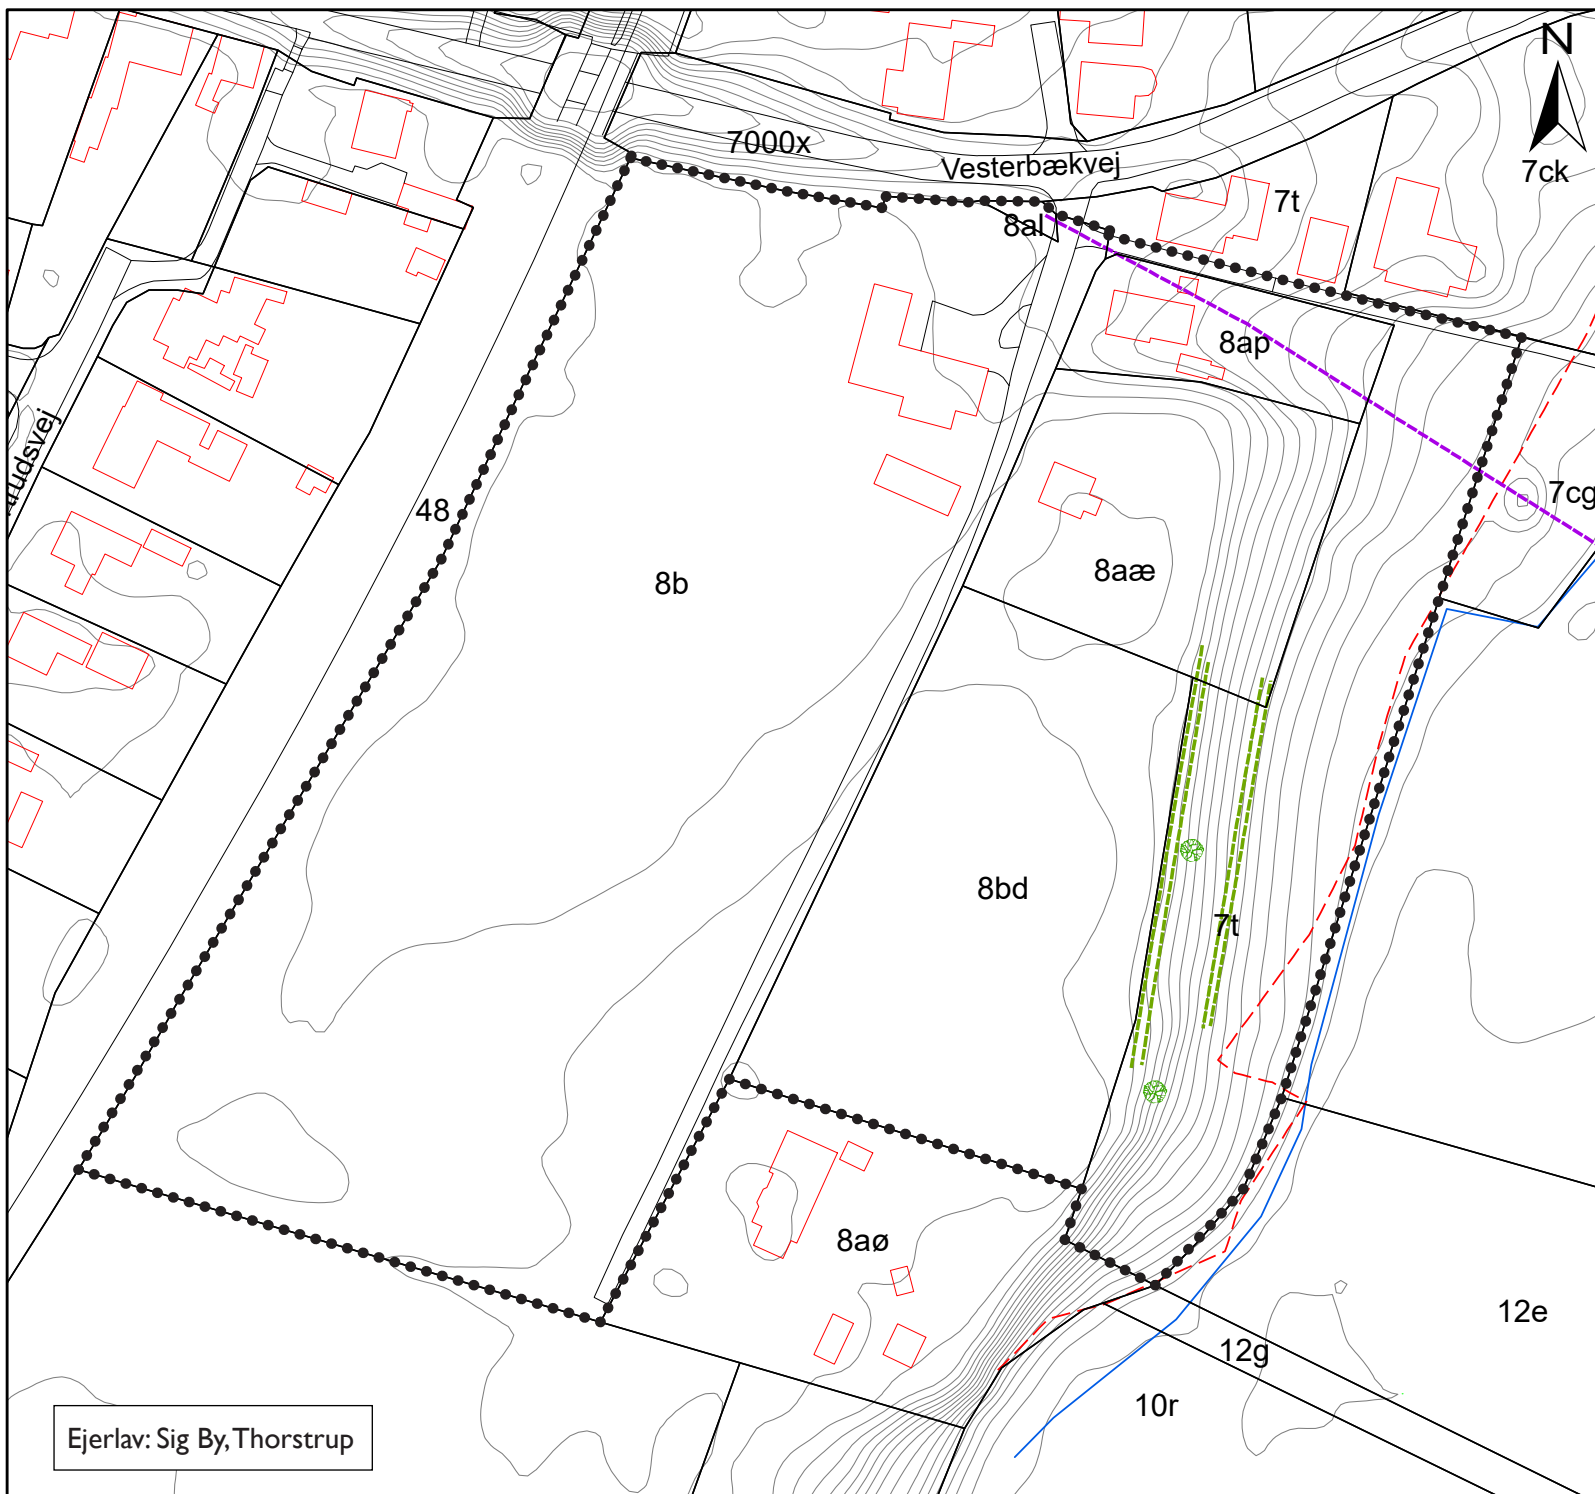 N
7000x
Vesterbækvej
7ck
7t
8al
8ap
trudsvej
48
7cg
8b
8aæ
8bd
7t
8aø
12e
12g
10r
Ejerlav: Sig By, Thorstrup